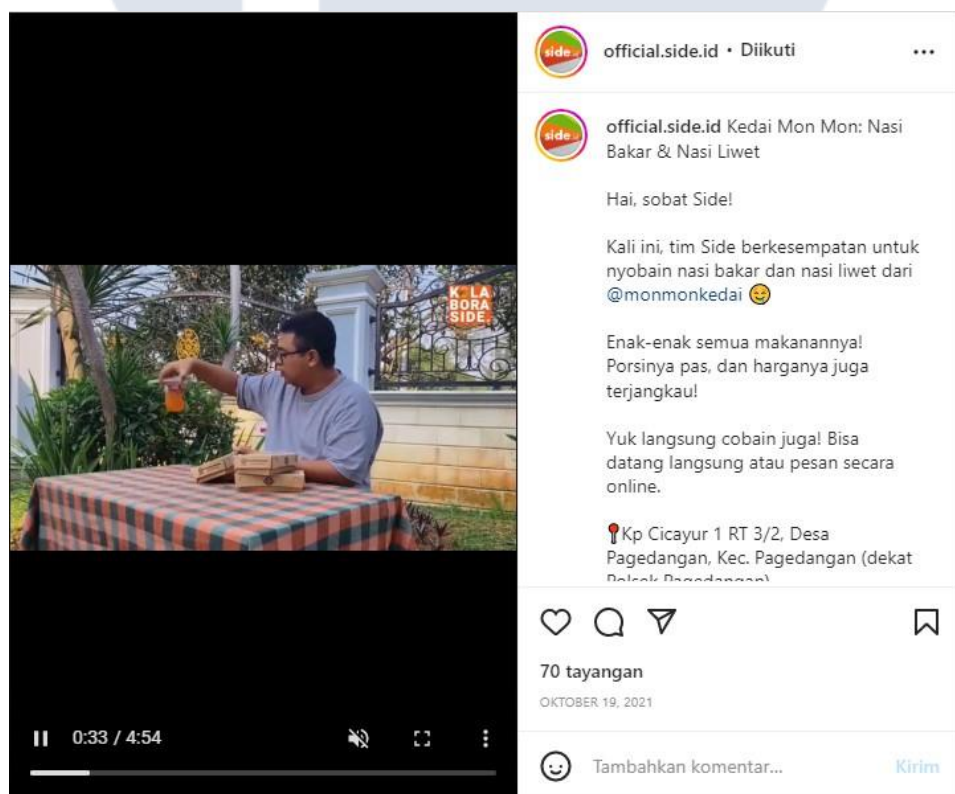 side.id
official.side.id • Diikuti
side.id
official.side.id Kedai Mon Mon: Nasi
Bakar & Nasi Liwet
Hai, sobat Side!
Kali ini, tim Side berkesempatan untuk
nyobain nasi bakar dan nasi liwet dari
@monmonkedai 😊
Enak-enak semua makanannya!
Porsinya pas, dan harganya juga
terjangkau!
Yuk langsung cobain juga! Bisa
datang langsung atau pesan secara
online.
📍Kp Cicayur 1 RT 3/2, Desa
Pagedangan, Kec. Pagedangan (dekat
Polsek Pagedangan)
K LA
BORA
SIDE.
70 tayangan
OKTOBER 19, 2021
0:33 / 4:54
Tambahkan komentar...
Kirim